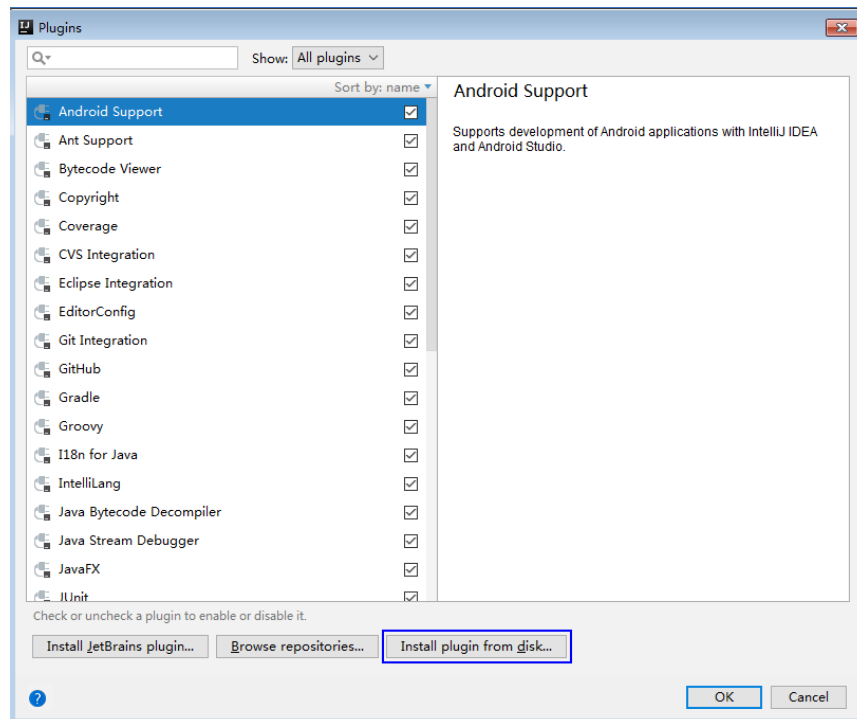 Plugins
Show: All plugins
Sort by: name
Android Support
Ant Support
Bytecode Viewer
Copyright
Coverage
CVS Integration
Eclipse Integration
EditorConfig
Git Integration
GitHub
Gradle
Groovy
I18n for Java
IntelliLang
Java Bytecode Decompiler
Java Stream Debugger
JavaFX
JUnit
Android Support
Supports development of Android applications with IntelliJ IDEA
and Android Studio.
Check or uncheck a plugin to enable or disable it.
Install JetBrains plugin... Browse repositories... Install plugin from disk...
OK Cancel